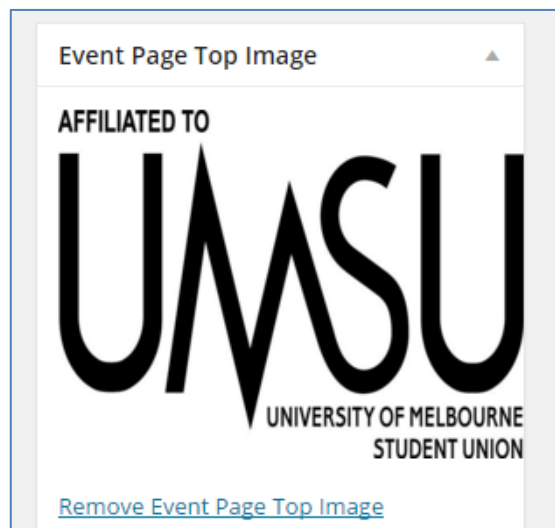 Event Page Top Image
AFFILIATED TO
UMSU
UNIVERSITY OF MELBOURNE
STUDENT UNION
Remove Event Page Top Image